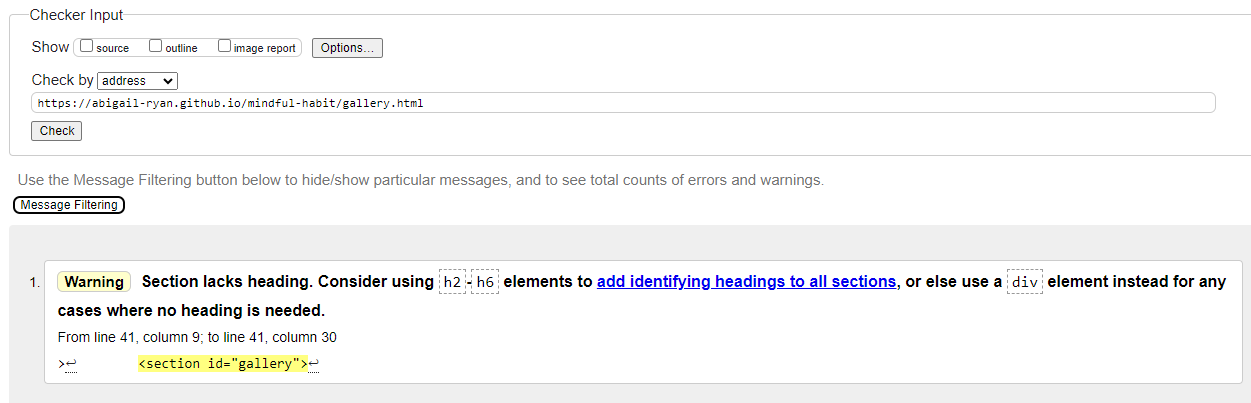 Checker Input
Show source outline image report Options...
Check by address
https://abigail-ryan.github.io/mindful-habit/gallery.html
Check
Use the Message Filtering button below to hide/show particular messages, and to see total counts of errors and warnings.
Message Filtering
1. Warning Section lacks heading. Consider using h2-h6 elements to add identifying headings to all sections, or else use a div element instead for any
cases where no heading is needed.
From line 41, column 9; to line 41, column 30
>↩ <section id="gallery">↩